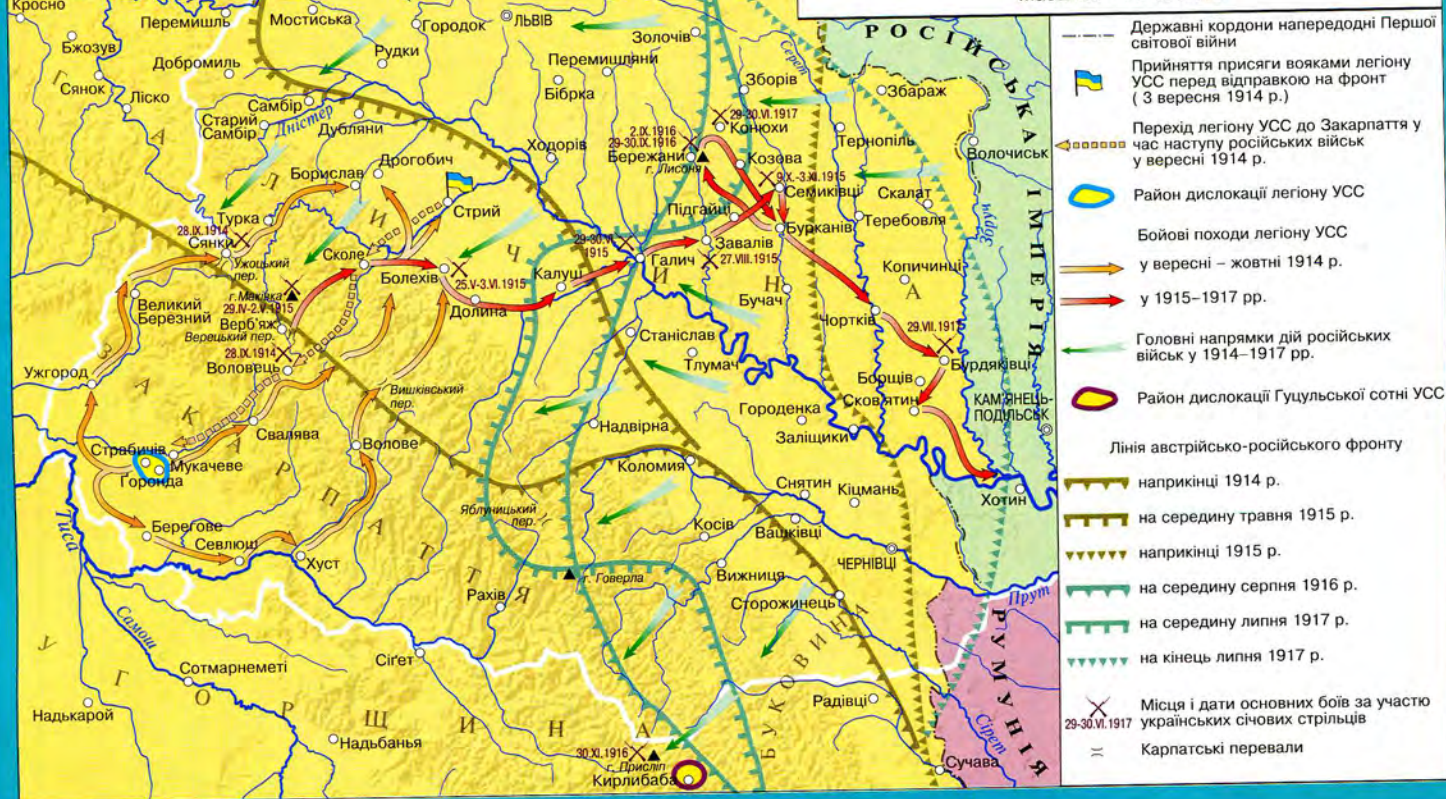 Кросно
Перемишль
Мостиська
Городок
ЛЬВІВ
Золочів
Бжозув
Рудки
Добромиль
Перемишляни
Бібрка
Сянок
Ліско
Самбір
Старий
Самбір
Дністер
Дубляни
Ходорів
Зборів
Збараж
Серет
29-30.VI.1917
Конюхи
2.IX.1916
29-30.IX.1916
Бережани
г. Лисоня
Козова
Тернопіль
Волочиськ
Дрогобич
Борислав
9.X.-3.XI.1915
Семиківці
Скалат
Теребовля
Збруч
Стрий
Турка
28.IX.1914
Сянки
Ужоцький
пер.
Підгайці
Бурканів
Завалів
27.VIII.1915
29-30.VI.
1915
Галич
Сколе
Болехів
25.V-3.VI.1915
Калуш
Долина
Копичинці
Бучач
Великий
Березний
г. Маківка
29.IV-2.V.1915
Верб'яж
Верецький пер.
28.IX.1914
Воловець
Станіслав
Тлумач
Чортків
29.VII.1917
Бурдяківці
Борщів
Сков'ятин
КАМ'ЯНЕЦЬ-
ПОДІЛЬСЬК
Ужгород
Вишківський
пер.
Городенка
Заліщики
Свалява
Волове
Надвірна
Страбичів
Мукачеве
Горонда
Коломия
Снятин
Кіцмань
Хотин
Яблуницький
пер.
Косів
Вашківці
Берегове
Тиса
Севлюш
Хуст
ЧЕРНІВЦІ
г. Говерла
Вижниця
Рахів
Сторожинець
Прут
Самош
Сотмарнеметі
Сігет
Надькарой
Надьбанья
Радівці
Сірет
30.XI.1916
г. Присліп
Кирлибаба
Сучава
ГАЛИЧИНА
ЗАКАРПАТТЯ
УГОРЩИНА
БУКОВИНИ
РОСІЙСЬКА ІМПЕРІЯ
РУМУНІЯ
Державні кордони напередодні Першої
світової війни
Прийняття присяги вояками легіону
УСС перед відправкою на фронт
( 3 вересня 1914 р.)
Перехід легіону УСС до Закарпаття у
час наступу російських військ
у вересні 1914 р.
Район дислокації легіону УСС
Бойові походи легіону УСС
у вересні – жовтні 1914 р.
у 1915–1917 рр.
Головні напрямки дій російських
військ у 1914–1917 рр.
Район дислокації Гуцульської сотні УСС
Лінія австрійсько-російського фронту
наприкінці 1914 р.
на середину травня 1915 р.
наприкінці 1915 р.
на середину серпня 1916 р.
на середину липня 1917 р.
на кінець липня 1917 р.
29-30.VI.1917
Місця і дати основних боїв за участю
українських січових стрільців
Карпатські перевали